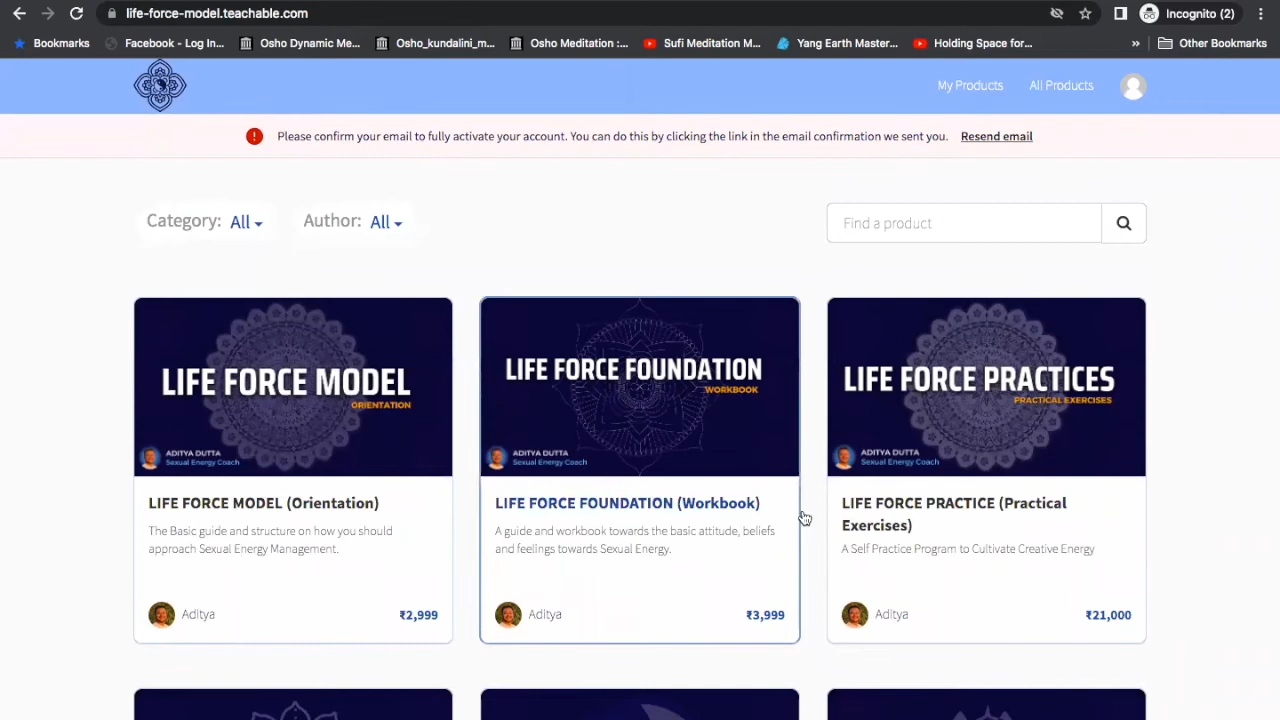 life-force-model.teachable.com
Incognito (2)
Bookmarks
Facebook - Log In...
Osho Dynamic Me...
Osho_kundalini_m...
Osho Meditation :...
Sufi Meditation M...
Yang Earth Master...
Holding Space for...
»
Other Bookmarks
My Products
All Products
! Please confirm your email to fully activate your account. You can do this by clicking the link in the email confirmation we sent you. Resend email
Category: All
Author: All
Find a product
LIFE FORCE MODEL
ORIENTATION
ADITYA DUTTA
Sexual Energy Coach
LIFE FORCE MODEL (Orientation)
The Basic guide and structure on how you should
approach Sexual Energy Management.
Aditya
₹2,999
LIFE FORCE FOUNDATION
WORKBOOK
ADITYA DUTTA
Sexual Energy Coach
LIFE FORCE FOUNDATION (Workbook)
A guide and workbook towards the basic attitude, beliefs
and feelings towards Sexual Energy.
Aditya
₹3,999
LIFE FORCE PRACTICES
PRACTICAL EXERCISES
ADITYA DUTTA
Sexual Energy Coach
LIFE FORCE PRACTICE (Practical
Exercises)
A Self Practice Program to Cultivate Creative Energy
Aditya
₹21,000